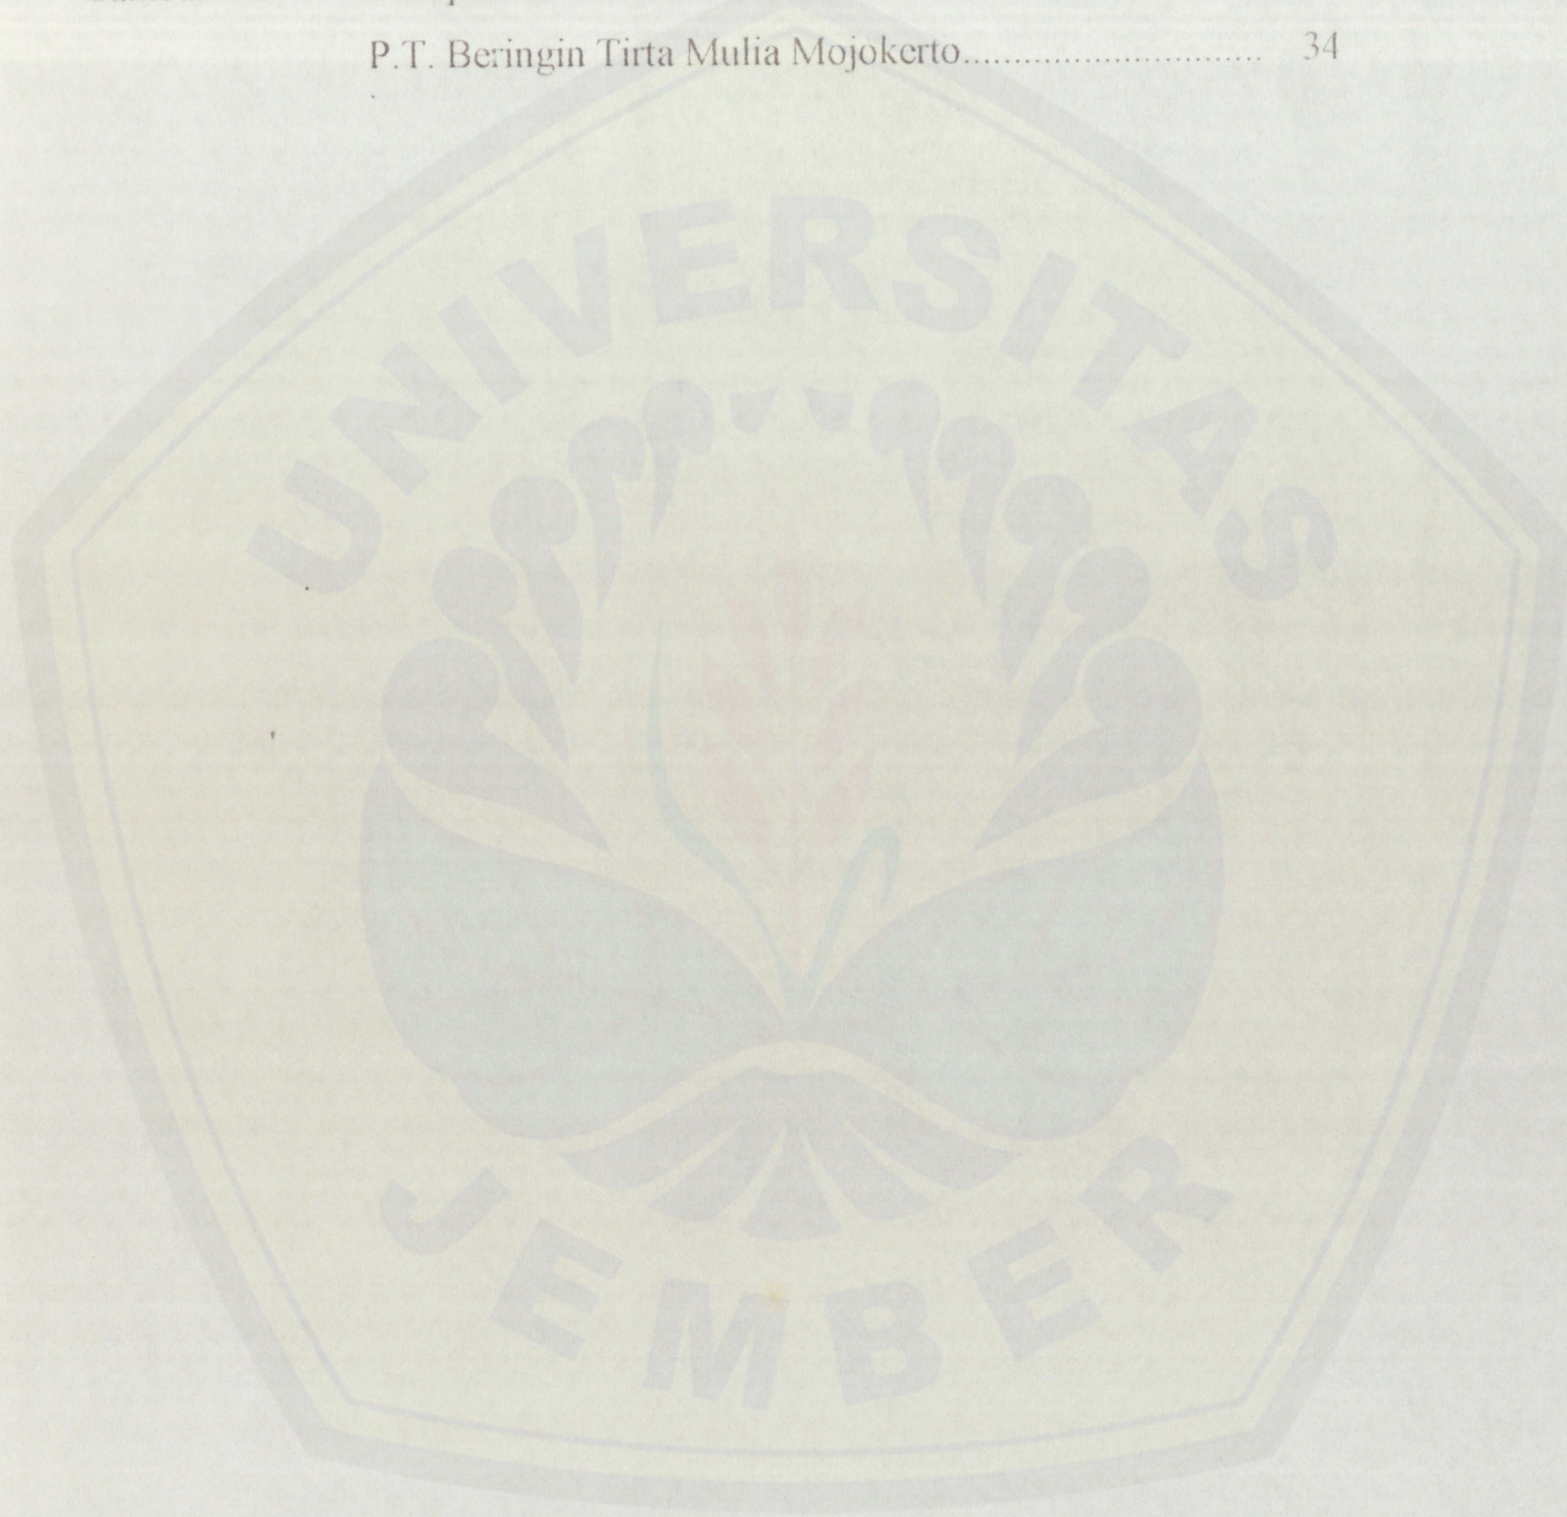 P.T. Beringin Tirta Mulia Mojokerto............................. 34
UNIVERSITAS
JEMBER